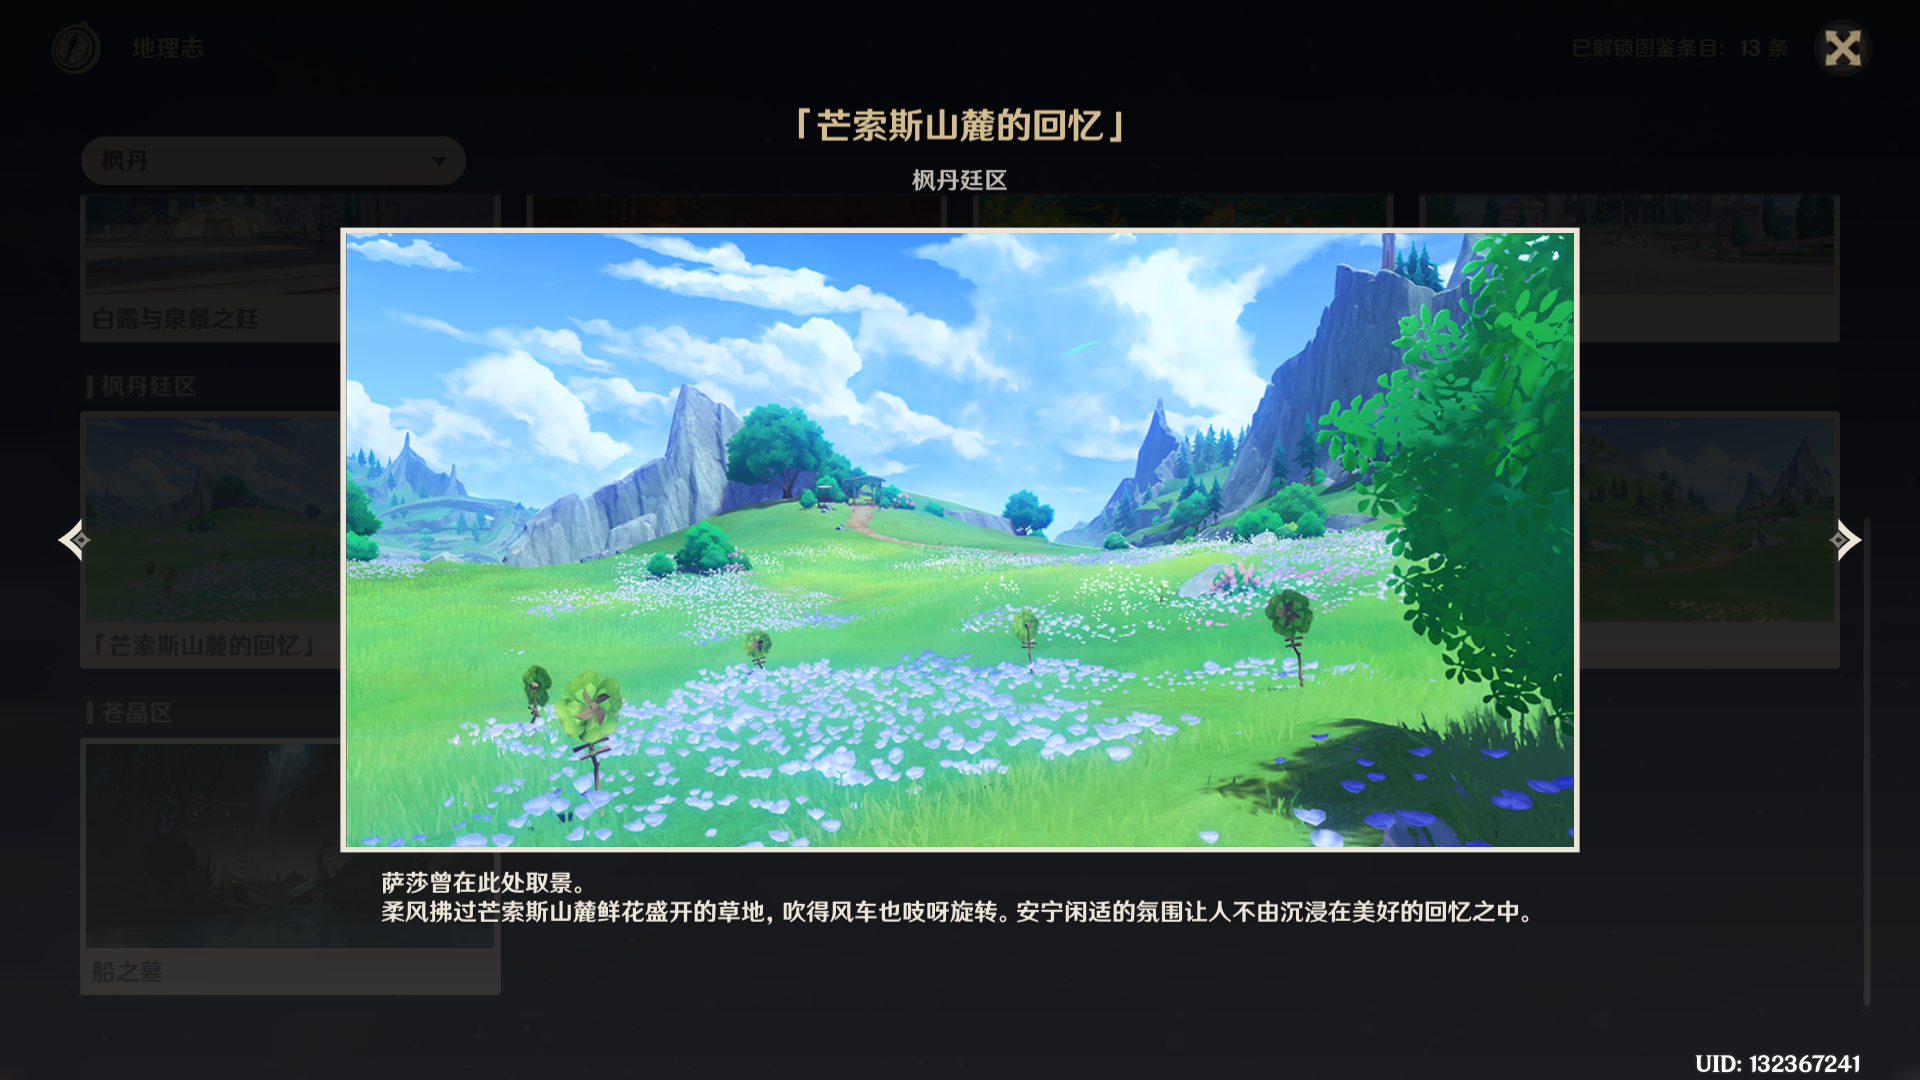 地理志
已解锁图鉴条目: 13 条
「芒索斯山麓的回忆」
枫丹
枫丹廷区
白露与泉景之廷
枫丹廷区
「芒索斯山麓的回忆」
苍晶区
船之墓
萨莎曾在此处取景。
柔风拂过芒索斯山麓鲜花盛开的草地, 吹得风车也吱呀旋转。安宁闲适的氛围让人不由沉浸在美好的回忆之中。
UID: 132367241